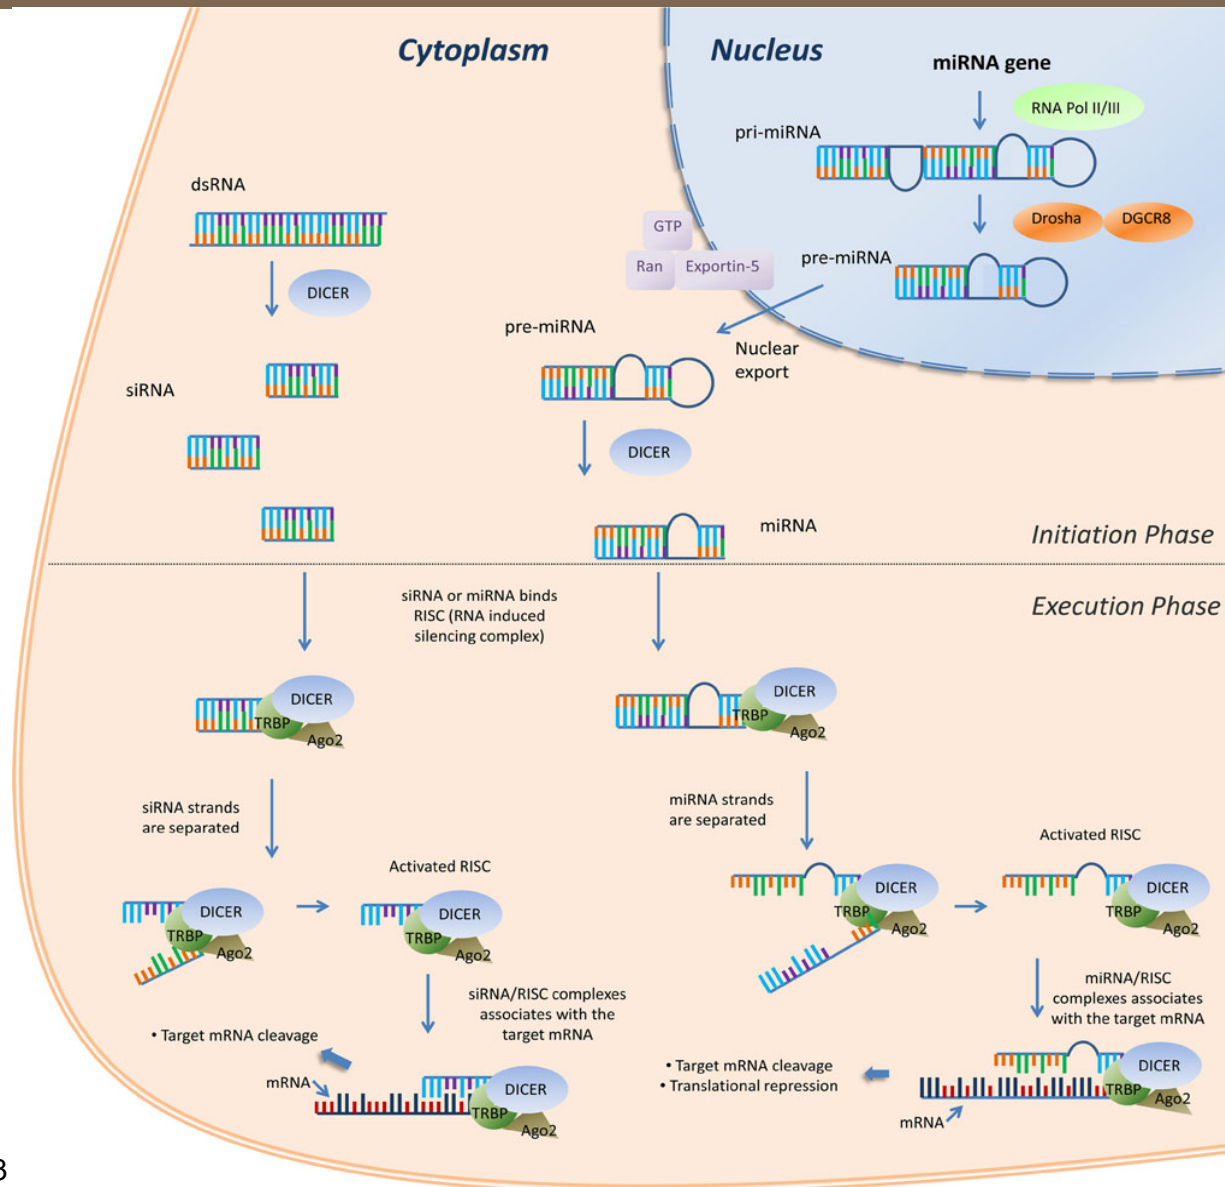 Cytoplasm
Nucleus
miRNA gene
RNA Pol II/III
pri-miRNA
dsRNA
Drosha
DGCR8
GTP
Ran
Exportin-5
pre-miRNA
DICER
pre-miRNA
Nuclear
export
siRNA
DICER
miRNA
Initiation Phase
siRNA or miRNA binds
RISC (RNA induced
silencing complex)
Execution Phase
DICER
TRBP
Ago2
DICER
TRBP
Ago2
siRNA strands
are separated
miRNA strands
are separated
Activated RISC
Activated RISC
DICER
TRBP
Ago2
DICER
TRBP
Ago2
DICER
TRBP
Ago2
DICER
TRBP
Ago2
siRNA/RISC complexes
associates with the
target mRNA
miRNA/RISC
complexes associates
with the target mRNA
• Target mRNA cleavage
mRNA
DICER
TRBP
Ago2
• Target mRNA cleavage
• Translational repression
DICER
TRBP
Ago2
mRNA
3